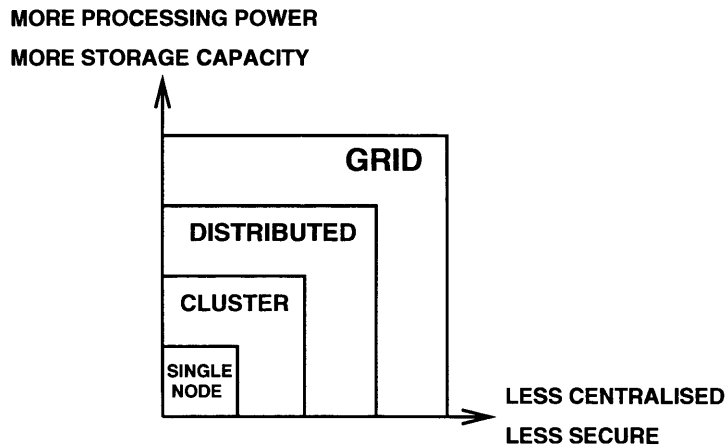 MORE PROCESSING POWER
MORE STORAGE CAPACITY
GRID
DISTRIBUTED
CLUSTER
SINGLE
NODE
LESS CENTRALISED
LESS SECURE